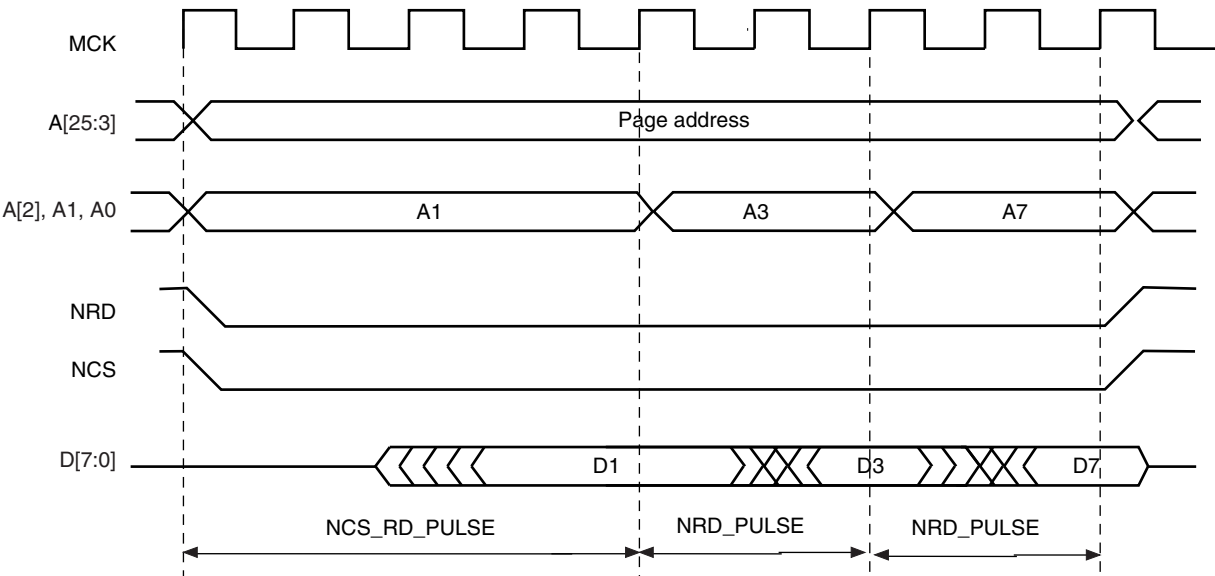 MCK
A[25:3]
Page address
A[2], A1, A0
A1
A3
A7
NRD
NCS
D[7:0]
D1
D3
D7
NCS_RD_PULSE
NRD_PULSE
NRD_PULSE